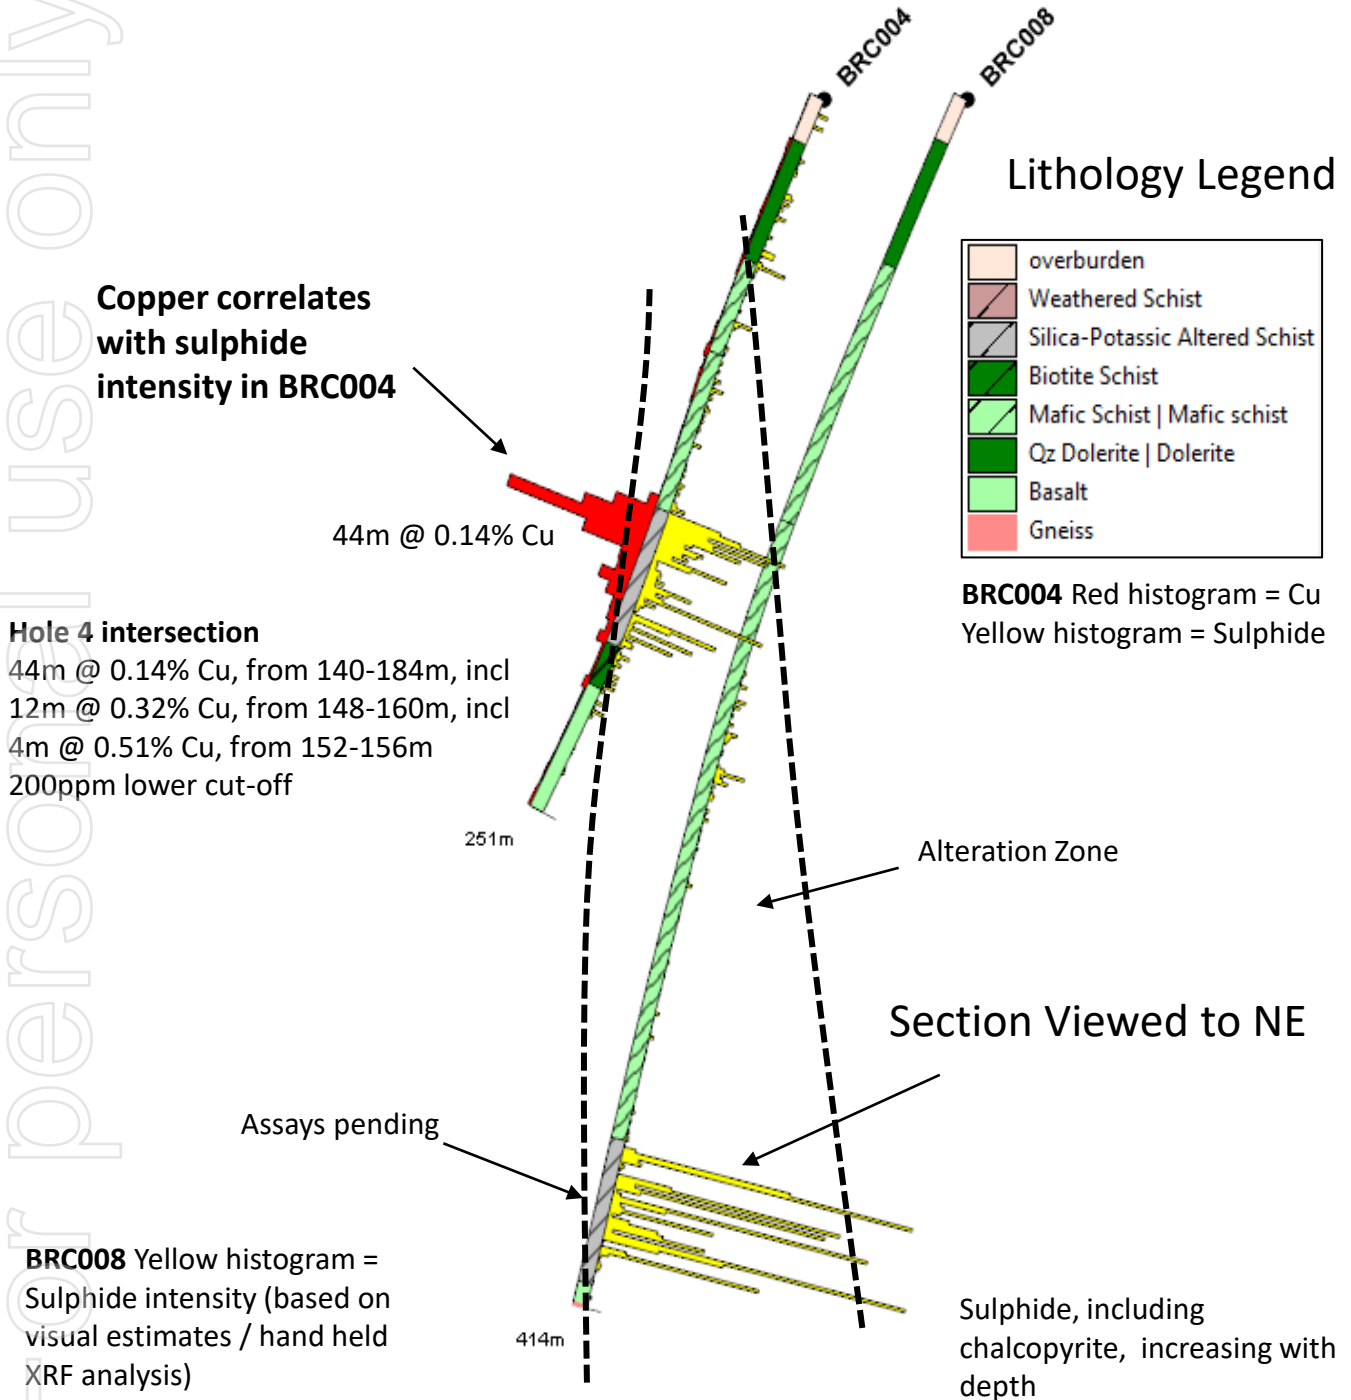 For personal use only
BRC004
BRC008
Lithology Legend
overburden
Weathered Schist
Silica-Potassic Altered Schist
Biotite Schist
Mafic Schist | Mafic schist
Qz Dolerite | Dolerite
Basalt
Gneiss
BRC004 Red histogram = Cu
Yellow histogram = Sulphide
Copper correlates
with sulphide
intensity in BRC004
44m @ 0.14% Cu
Hole 4 intersection
44m @ 0.14% Cu, from 140-184m, incl
12m @ 0.32% Cu, from 148-160m, incl
4m @ 0.51% Cu, from 152-156m
200ppm lower cut-off
251m
Alteration Zone
Section Viewed to NE
Assays pending
BRC008 Yellow histogram =
Sulphide intensity (based on
visual estimates / hand held
XRF analysis)
414m
Sulphide, including
chalcopyrite, increasing with
depth